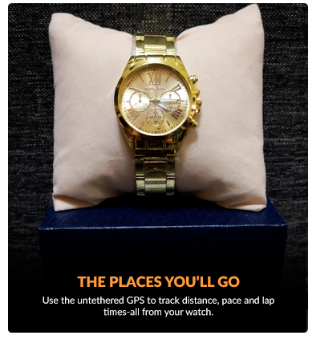 THE PLACES YOU'LL GO
Use the untethered GPS to track distance, pace and lap
times-all from your watch.